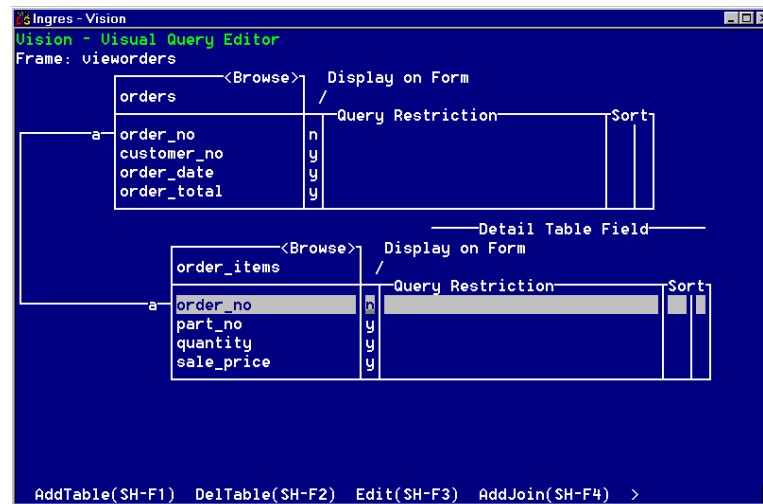 Ingres - Vision
Vision - Visual Query Editor
Frame: vieworders
<Browse> Display on Form
orders /
Query Restriction Sort
a order_no n
customer_no y
order_date y
order_total y
Detail Table Field
<Browse> Display on Form
order_items /
Query Restriction Sort
a order_no n
part_no y
quantity y
sale_price y
AddTable(SH-F1) DelTable(SH-F2) Edit(SH-F3) AddJoin(SH-F4) >